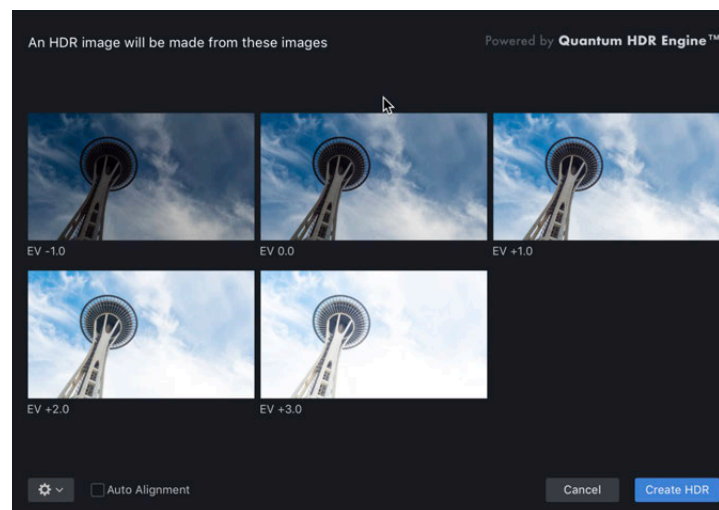 An HDR image will be made from these images
Powered by Quantum HDR Engine™
EV -1.0
EV 0.0
EV +1.0
EV +2.0
EV +3.0
Auto Alignment
Cancel
Create HDR